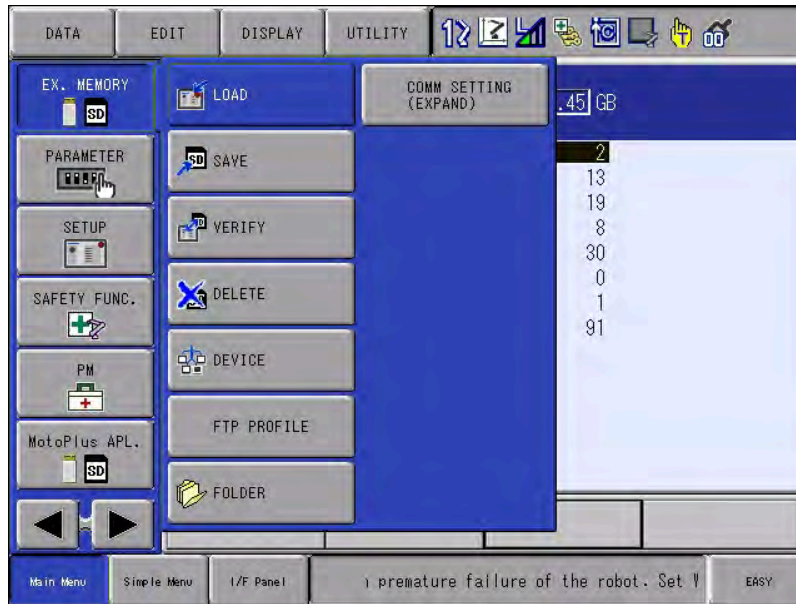 DATA
EDIT
DISPLAY
UTILITY
EX. MEMORY
SD
LOAD
COMM SETTING
(EXPAND)
.45 GB
PARAMETER
SD SAVE
2
13
19
SETUP
VERIFY
8
30
SAFETY FUNC.
DELETE
0
1
91
PM
DEVICE
FTP PROFILE
MotoPlus APL.
SD
FOLDER
Main Menu
Simple Menu
I/F Panel
premature failure of the robot. Set
EASY